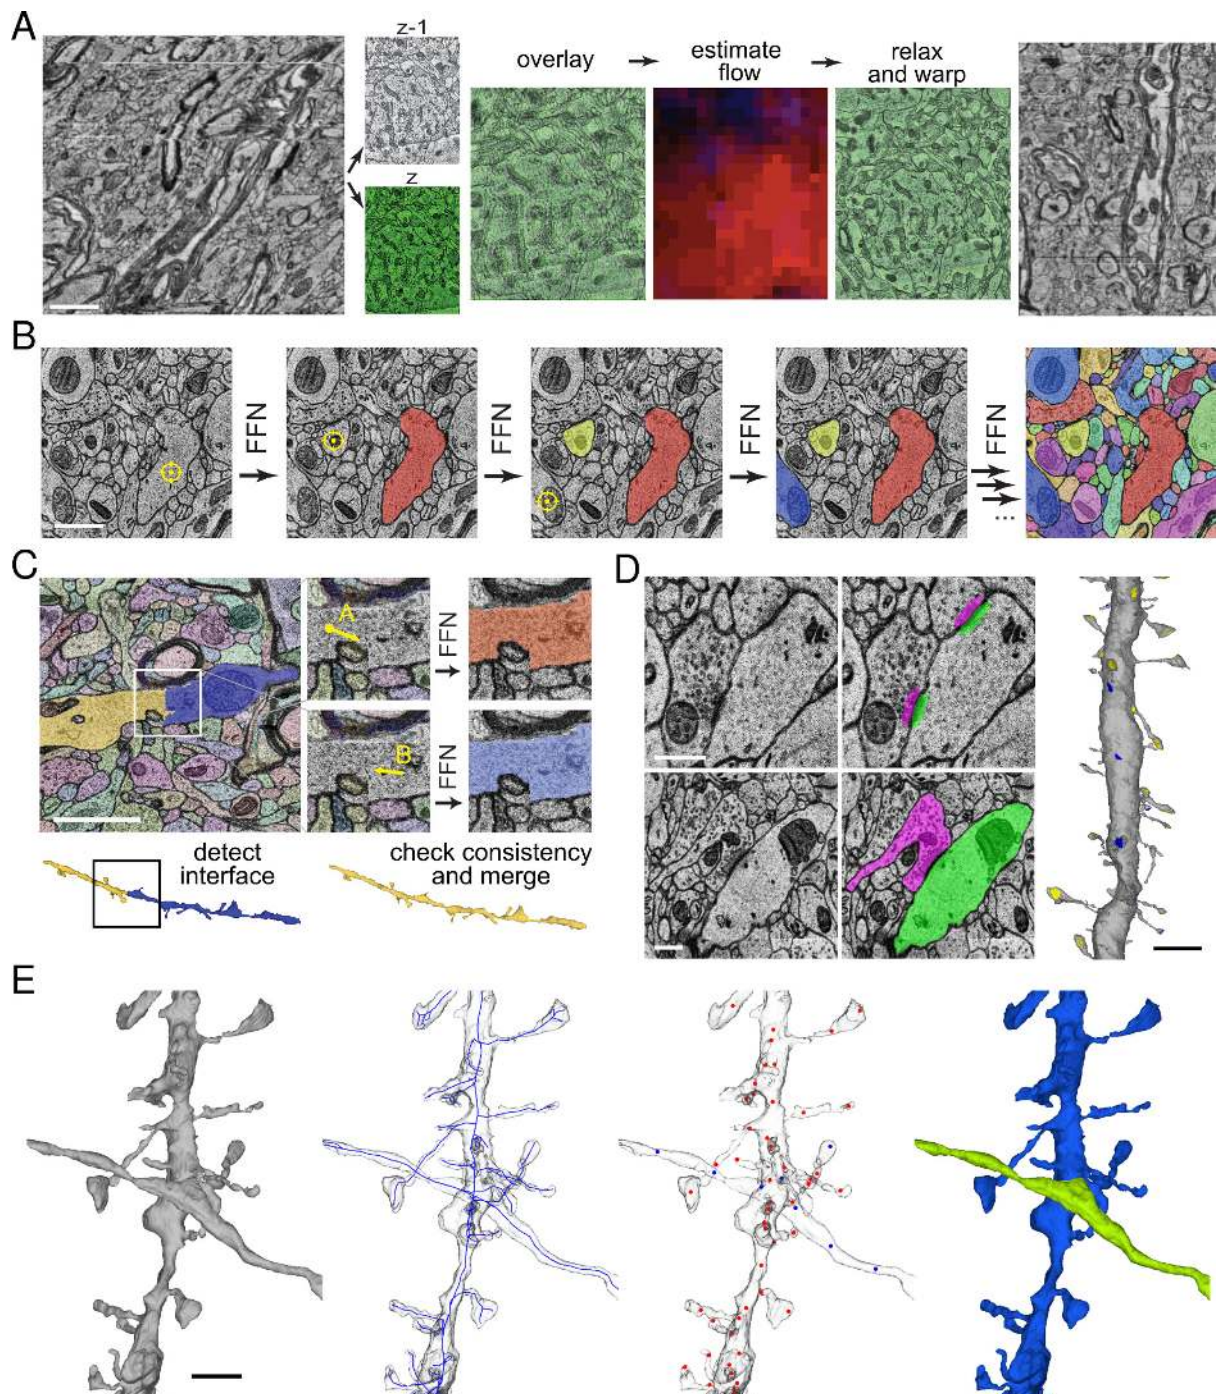 A
z-1
z
overlay
estimate
flow
relax
and warp
B
FFN
FFN
FFN
FFN
...
C
A
FFN
B
FFN
detect
interface
check consistency
and merge
D
E